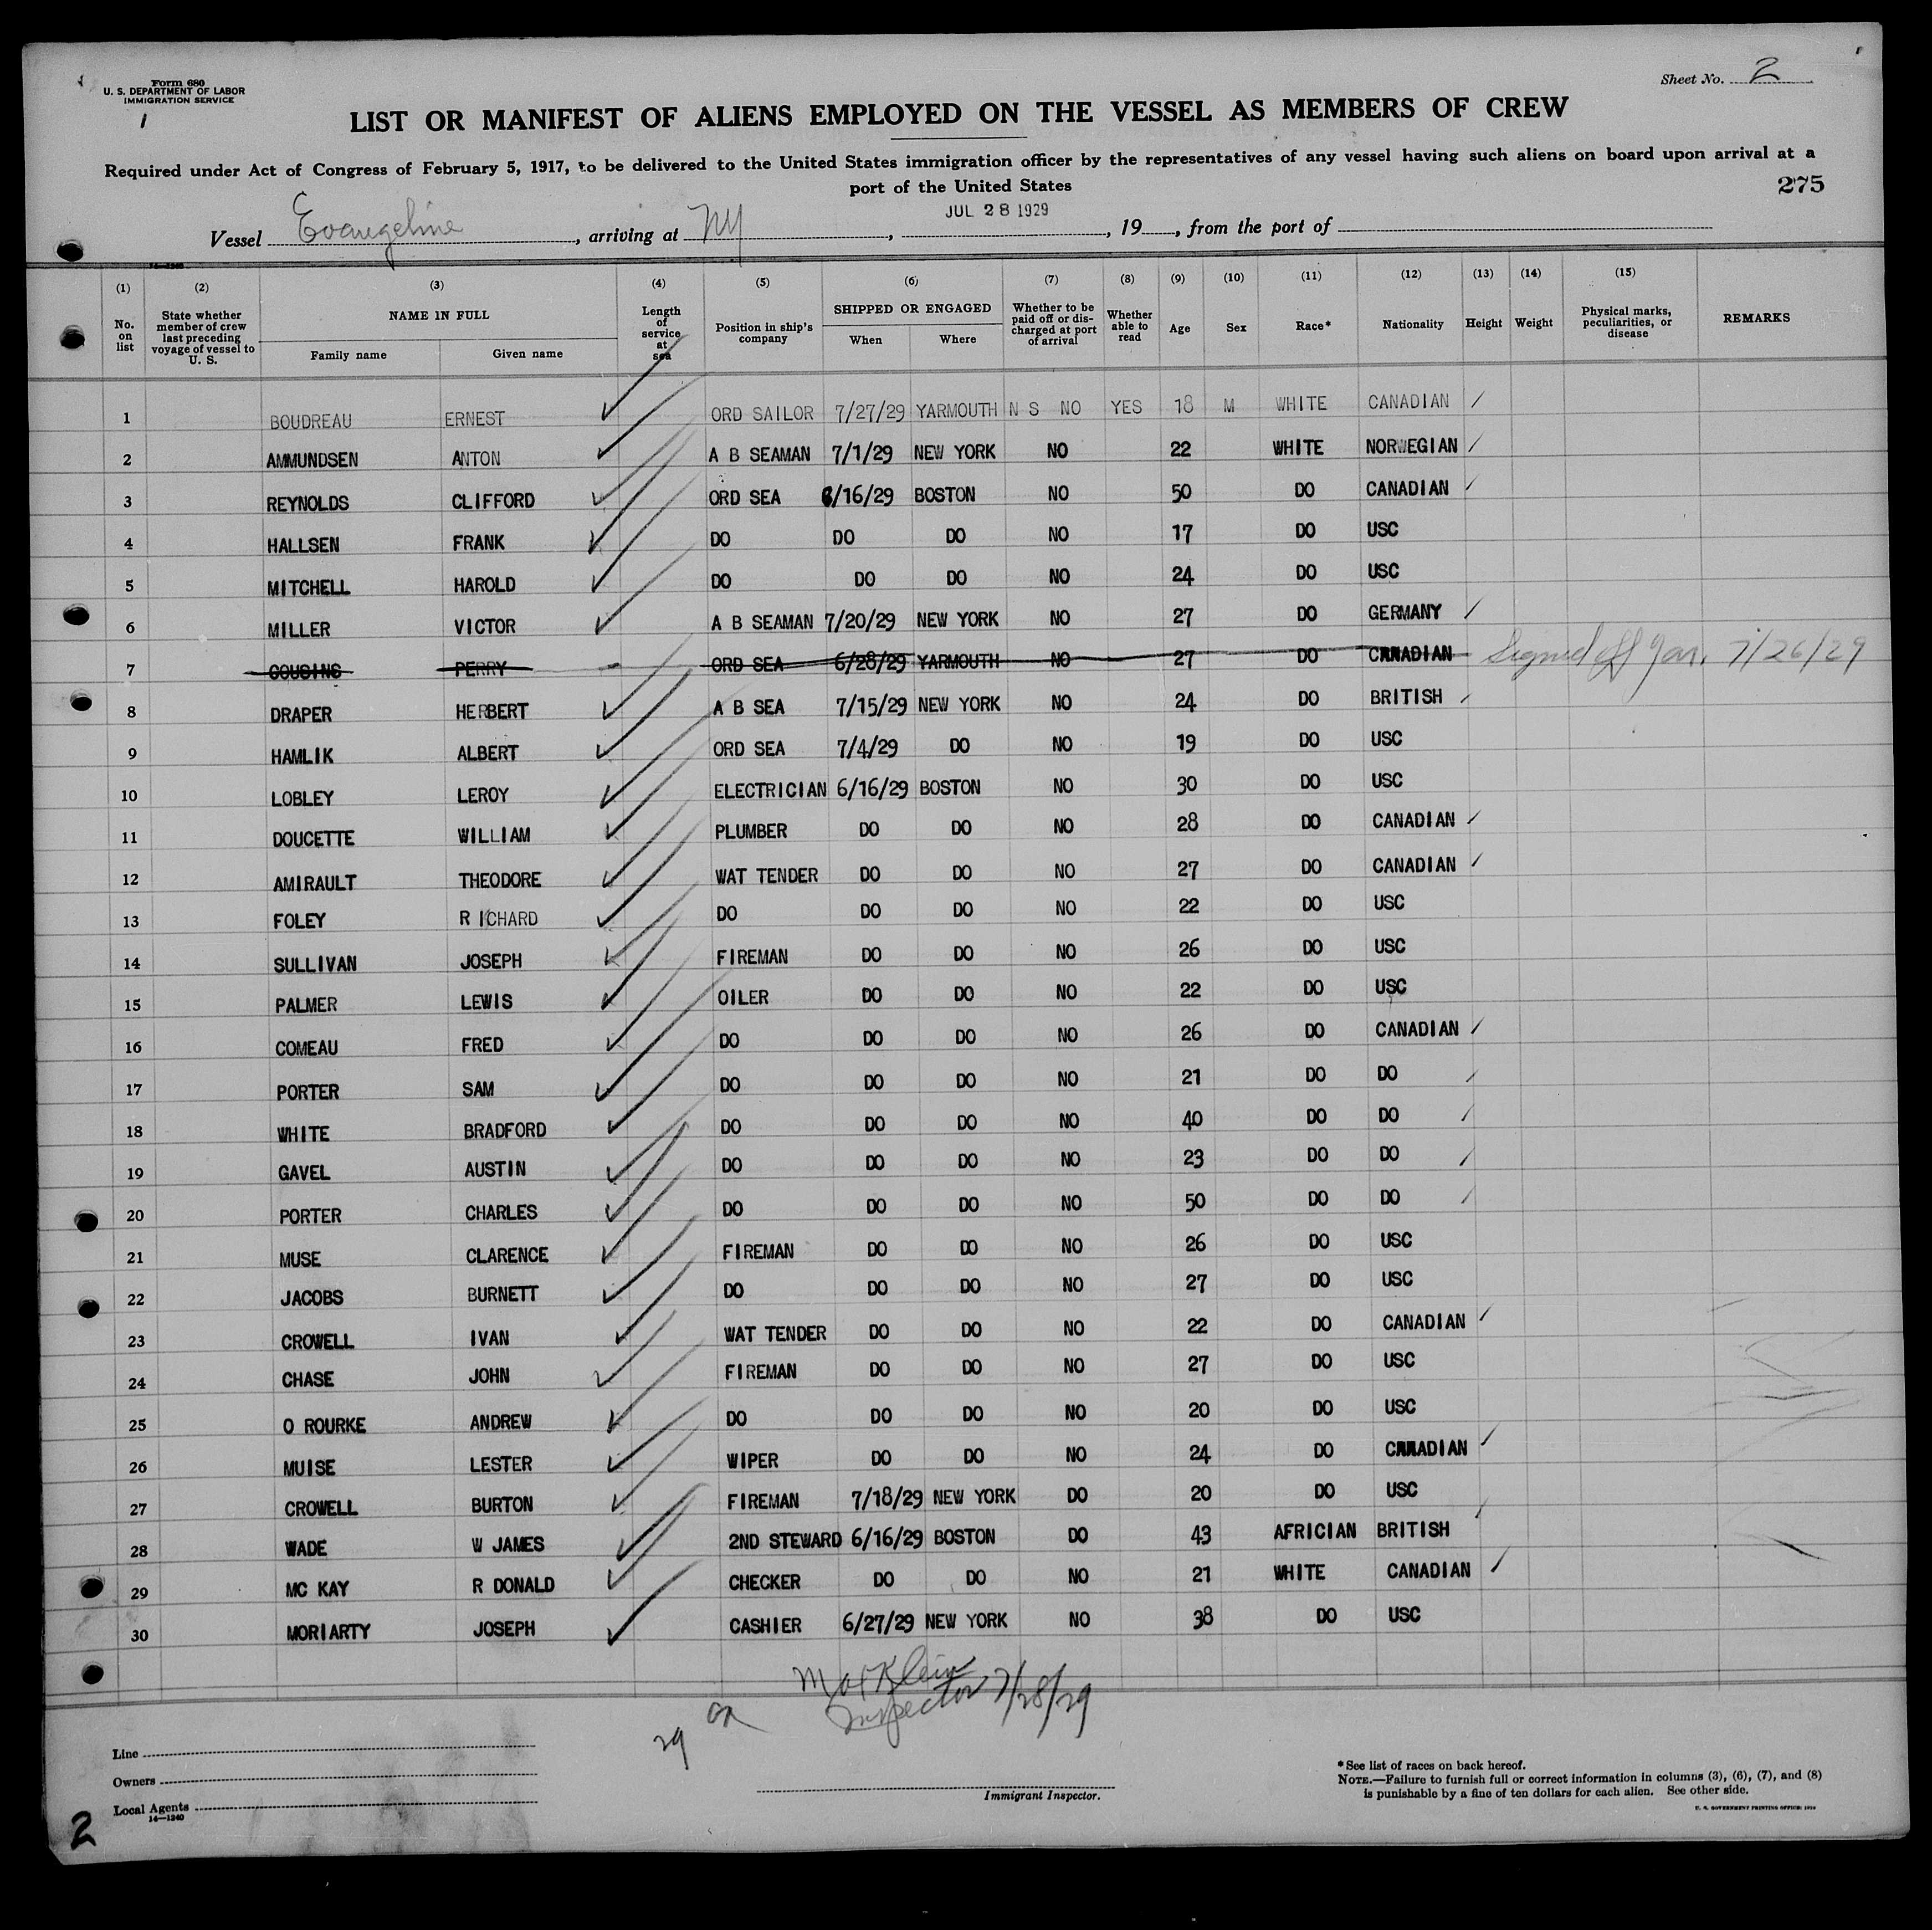 Form 680
U. S. DEPARTMENT OF LABOR
IMMIGRATION SERVICE
1
Sheet No. 2
LIST OR MANIFEST OF ALIENS EMPLOYED ON THE VESSEL AS MEMBERS OF CREW
Required under Act of Congress of February 5, 1917, to be delivered to the United States immigration officer by the representatives of any vessel having such aliens on board upon arrival at a
port of the United States
275
JUL 28 1929
Vessel Evangeline, arriving at NY, , 19 , from the port of
14—1240
(1) (2) (3) (4) (5) (6) (7) (8) (9) (10) (11) (12) (13) (14) (15)
No. on list
State whether member of crew last preceding voyage of vessel to U. S.
NAME IN FULL
Family name Given name
Length of service at sea
Position in ship's company
SHIPPED OR ENGAGED
When Where
Whether to be paid off or discharged at port of arrival
Whether able to read
Age Sex Race* Nationality Height Weight
Physical marks, peculiarities, or disease
REMARKS
1 BOUDREAU ERNEST ORD SAILOR 7/27/29 YARMOUTH N S NO YES 18 M WHITE CANADIAN
2 AMMUNDSEN ANTON A B SEAMAN 7/1/29 NEW YORK NO 22 WHITE NORWEGIAN
3 REYNOLDS CLIFFORD ORD SEA 6/16/29 BOSTON NO 50 DO CANADIAN
4 HALLSEN FRANK DO DO DO NO 17 DO USC
5 MITCHELL HAROLD DO DO DO NO 24 DO USC
6 MILLER VICTOR A B SEAMAN 7/20/29 NEW YORK NO 27 DO GERMANY
7 COUSINS PERRY ORD SEA 6/28/29 YARMOUTH NO 27 DO CANADIAN Signed off Yar. 7/26/29
8 DRAPER HERBERT A B SEA 7/15/29 NEW YORK NO 24 DO BRITISH
9 HAMLIK ALBERT ORD SEA 7/4/29 DO NO 19 DO USC
10 LOBLEY LEROY ELECTRICIAN 6/16/29 BOSTON NO 30 DO USC
11 DOUCETTE WILLIAM PLUMBER DO DO NO 28 DO CANADIAN
12 AMIRAULT THEODORE WAT TENDER DO DO NO 27 DO CANADIAN
13 FOLEY RICHARD DO DO DO NO 22 DO USC
14 SULLIVAN JOSEPH FIREMAN DO DO NO 26 DO USC
15 PALMER LEWIS OILER DO DO NO 22 DO USC
16 COMEAU FRED DO DO DO NO 26 DO CANADIAN
17 PORTER SAM DO DO DO NO 21 DO DO
18 WHITE BRADFORD DO DO DO NO 40 DO DO
19 GAVEL AUSTIN DO DO DO NO 23 DO DO
20 PORTER CHARLES DO DO DO NO 50 DO DO
21 MUSE CLARENCE FIREMAN DO DO NO 26 DO USC
22 JACOBS BURNETT DO DO DO NO 27 DO USC
23 CROWELL IVAN WAT TENDER DO DO NO 22 DO CANADIAN
24 CHASE JOHN FIREMAN DO DO NO 27 DO USC
25 O ROURKE ANDREW DO DO DO NO 20 DO USC
26 MUISE LESTER WIPER DO DO NO 24 DO CANADIAN
27 CROWELL BURTON FIREMAN 7/18/29 NEW YORK DO 20 DO USC
28 WADE W JAMES 2ND STEWARD 6/16/29 BOSTON DO 43 AFRICIAN BRITISH
29 MC KAY R DONALD CHECKER DO DO NO 21 WHITE CANADIAN
30 MORIARTY JOSEPH CASHIER 6/27/29 NEW YORK NO 38 DO USC
Klein
Inspector 7/28/29
29
Line
Owners
Local Agents
14—1240
Immigrant Inspector.
*See list of races on back hereof.
NOTE.—Failure to furnish full or correct information in columns (3), (6), (7), and (8)
is punishable by a fine of ten dollars for each alien. See other side.
U. S. GOVERNMENT PRINTING OFFICE:
2